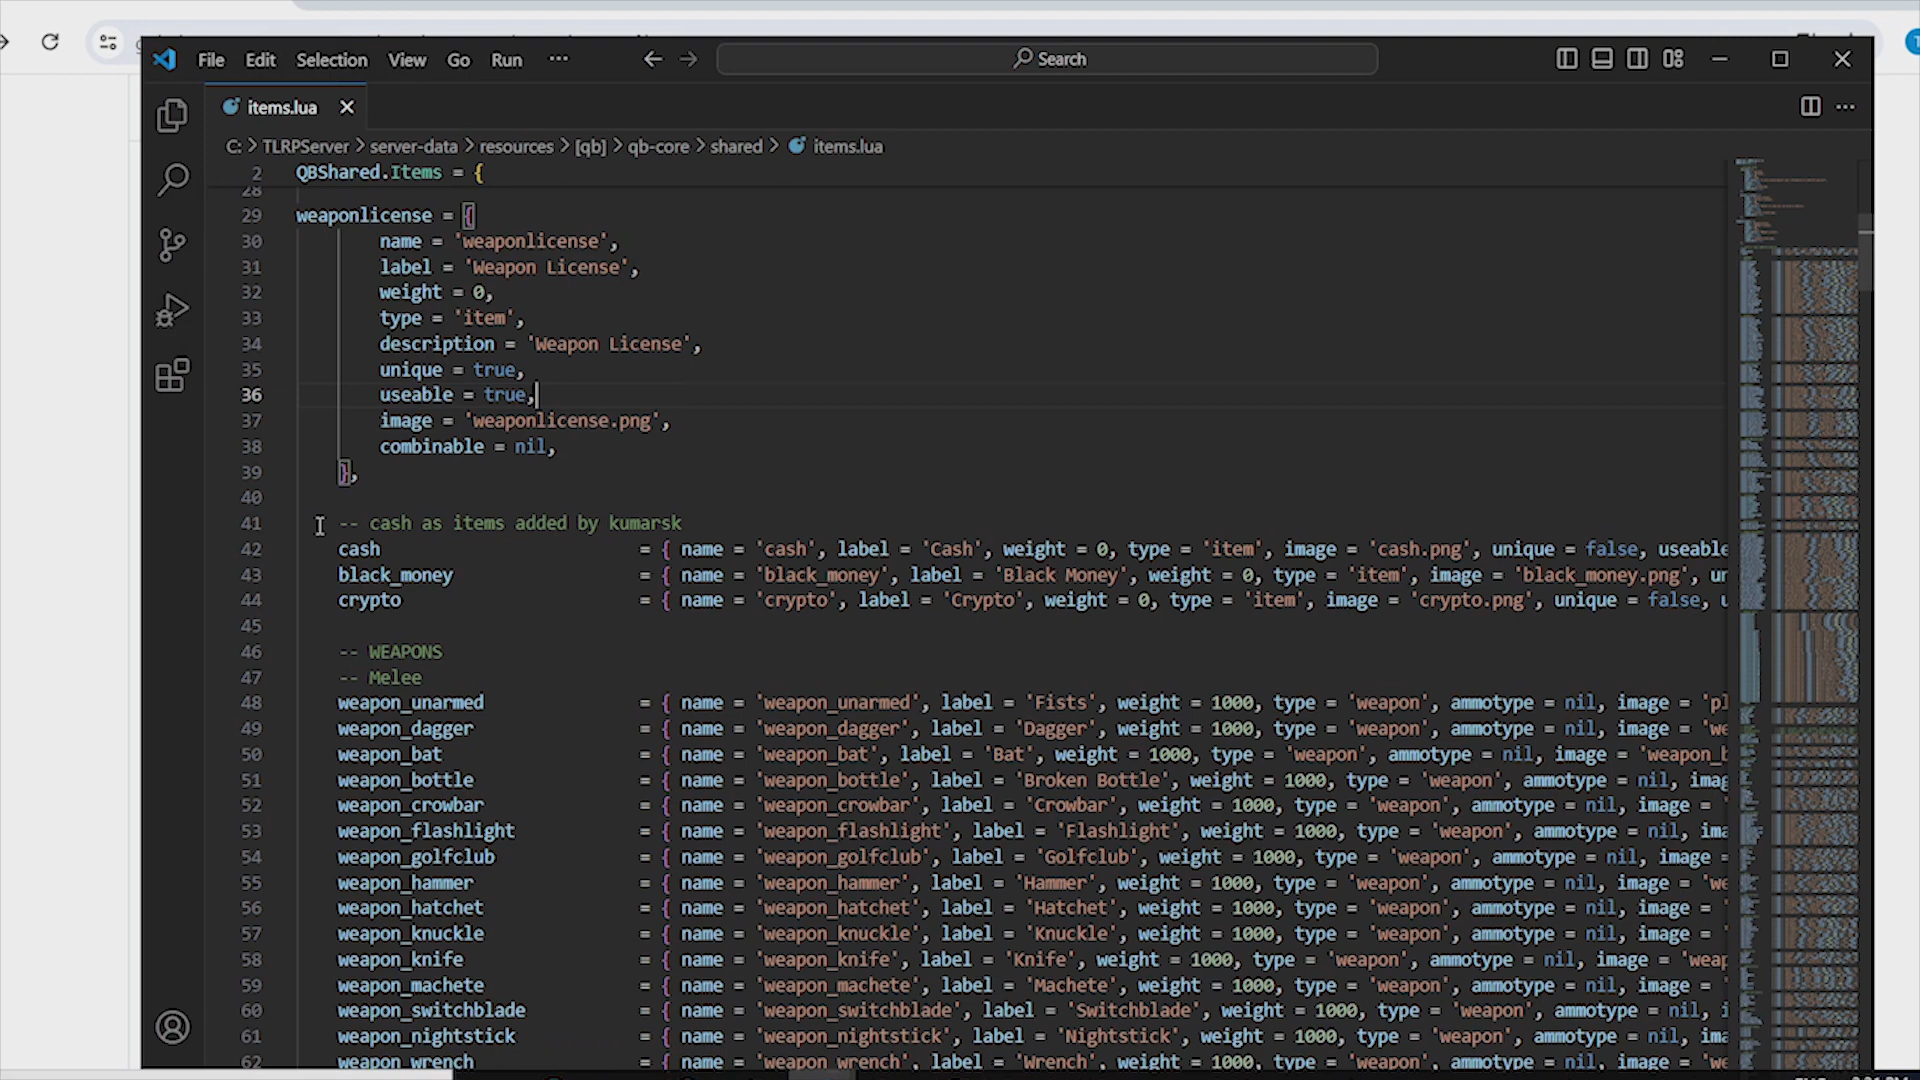 File Edit Selection View Go Run ··· Search
items.lua
C: > TLRPServer > server-data > resources > [qb] > qb-core > shared > items.lua
2 QBShared.Items = {
28
29 weaponlicense = {
30 name = 'weaponlicense',
31 label = 'Weapon License',
32 weight = 0,
33 type = 'item',
34 description = 'Weapon License',
35 unique = true,
36 useable = true,
37 image = 'weaponlicense.png',
38 combinable = nil,
39 },
40
41 -- cash as items added by kumarsk
42 cash = { name = 'cash', label = 'Cash', weight = 0, type = 'item', image = 'cash.png', unique = false, useable
43 black_money = { name = 'black_money', label = 'Black Money', weight = 0, type = 'item', image = 'black_money.png', un
44 crypto = { name = 'crypto', label = 'Crypto', weight = 0, type = 'item', image = 'crypto.png', unique = false, u
45
46 -- WEAPONS
47 -- Melee
48 weapon_unarmed = { name = 'weapon_unarmed', label = 'Fists', weight = 1000, type = 'weapon', ammotype = nil, image = 'pl
49 weapon_dagger = { name = 'weapon_dagger', label = 'Dagger', weight = 1000, type = 'weapon', ammotype = nil, image = 'we
50 weapon_bat = { name = 'weapon_bat', label = 'Bat', weight = 1000, type = 'weapon', ammotype = nil, image = 'weapon_b
51 weapon_bottle = { name = 'weapon_bottle', label = 'Broken Bottle', weight = 1000, type = 'weapon', ammotype = nil, imag
52 weapon_crowbar = { name = 'weapon_crowbar', label = 'Crowbar', weight = 1000, type = 'weapon', ammotype = nil, image = '
53 weapon_flashlight = { name = 'weapon_flashlight', label = 'Flashlight', weight = 1000, type = 'weapon', ammotype = nil, ima
54 weapon_golfclub = { name = 'weapon_golfclub', label = 'Golfclub', weight = 1000, type = 'weapon', ammotype = nil, image =
55 weapon_hammer = { name = 'weapon_hammer', label = 'Hammer', weight = 1000, type = 'weapon', ammotype = nil, image = 'we
56 weapon_hatchet = { name = 'weapon_hatchet', label = 'Hatchet', weight = 1000, type = 'weapon', ammotype = nil, image = '
57 weapon_knuckle = { name = 'weapon_knuckle', label = 'Knuckle', weight = 1000, type = 'weapon', ammotype = nil, image = '
58 weapon_knife = { name = 'weapon_knife', label = 'Knife', weight = 1000, type = 'weapon', ammotype = nil, image = 'weap
59 weapon_machete = { name = 'weapon_machete', label = 'Machete', weight = 1000, type = 'weapon', ammotype = nil, image = '
60 weapon_switchblade = { name = 'weapon_switchblade', label = 'Switchblade', weight = 1000, type = 'weapon', ammotype = nil, i
61 weapon_nightstick = { name = 'weapon_nightstick', label = 'Nightstick', weight = 1000, type = 'weapon', ammotype = nil, ima
62 weapon_wrench = { name = 'weapon_wrench', label = 'Wrench', weight = 1000, type = 'weapon', ammotype = nil, image = 'we